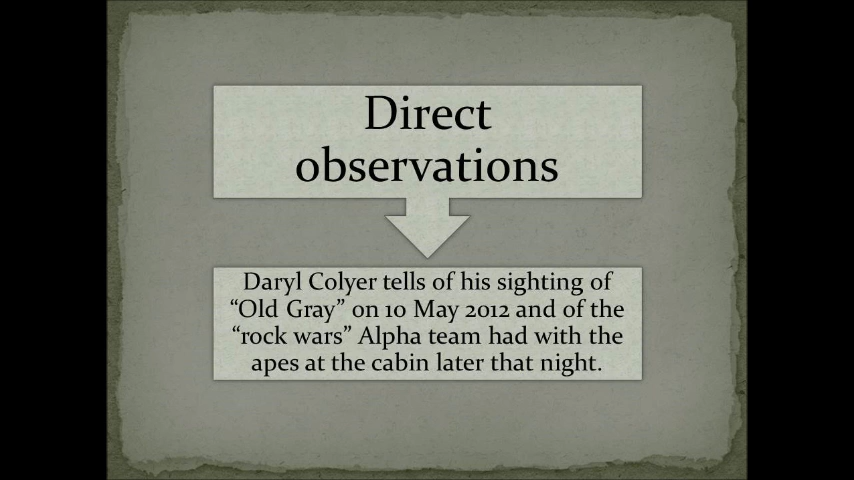 Direct
observations
Daryl Colyer tells of his sighting of
“Old Gray” on 10 May 2012 and of the
“rock wars” Alpha team had with the
apes at the cabin later that night.